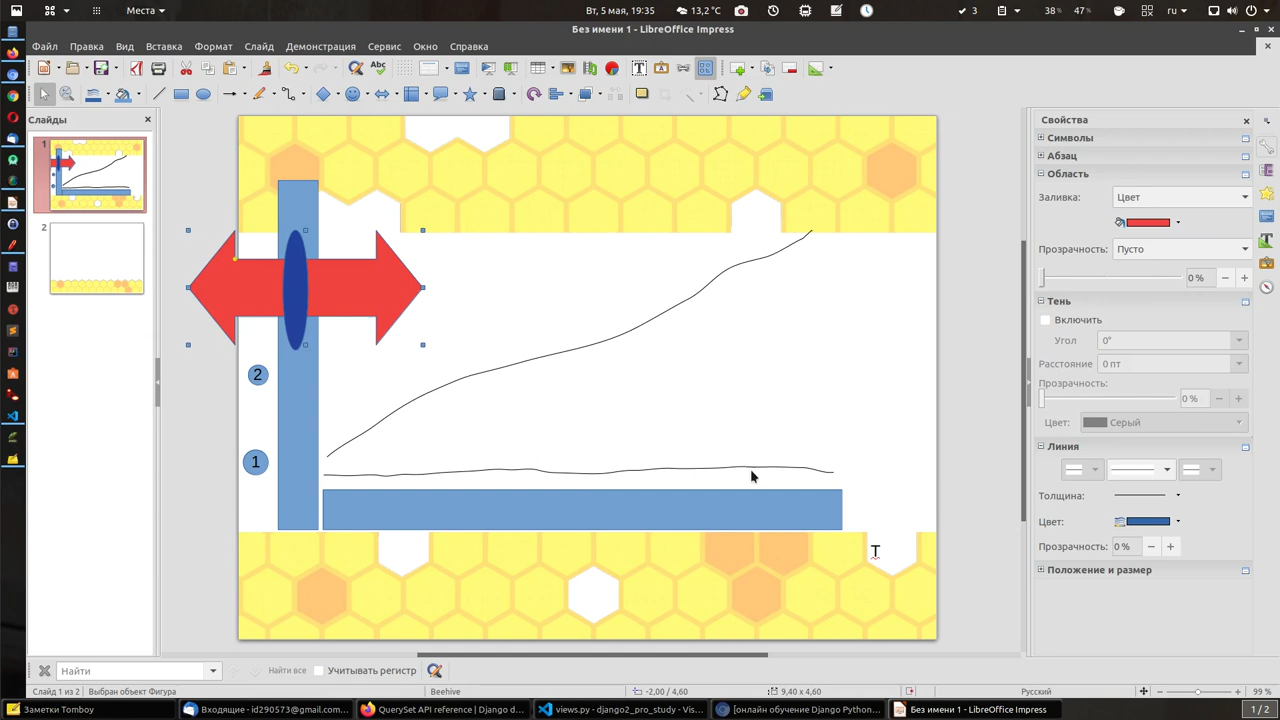 Места
Вт, 5 мая, 19:35
13,2 °C
3
1
38 %
47 %
ru
Без имени 1 - LibreOffice Impress
Файл Правка Вид Вставка Формат Слайд Демонстрация Сервис Окно Справка
Слайды
1
2
2
1
T
Свойства
Символы
Абзац
Область
Заливка: Цвет
Прозрачность: Пусто
0 %
Тень
Включить
Угол 0°
Расстояние 0 пт
Прозрачность:
0 %
Цвет: Серый
Линия
Толщина:
Цвет:
Прозрачность: 0 %
Положение и размер
Найти Найти все Учитывать регистр
Слайд 1 из 2 Выбран объект Фигура Beehive -2,00 / 4,60 9,40 x 4,60 Русский 99 %
Заметки Tomboy
Входящие - id290573@gmail.com...
QuerySet API reference | Django d...
views.py - django2_pro_study - Vis...
[онлайн обучение Django Python...
Без имени 1 - LibreOffice Impress
1 / 2